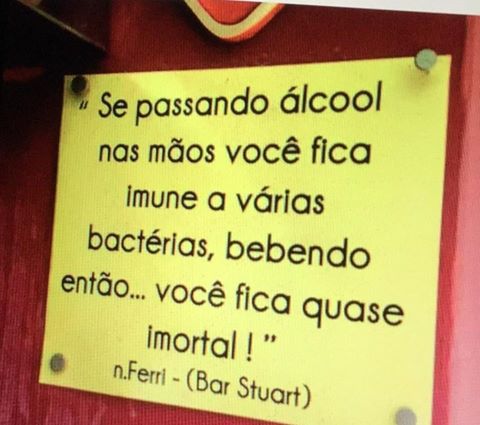 “ Se passando álcool
nas mãos você fica
imune a várias
bactérias, bebendo
então... você fica quase
imortal ! ”
n.Ferri - (Bar Stuart)